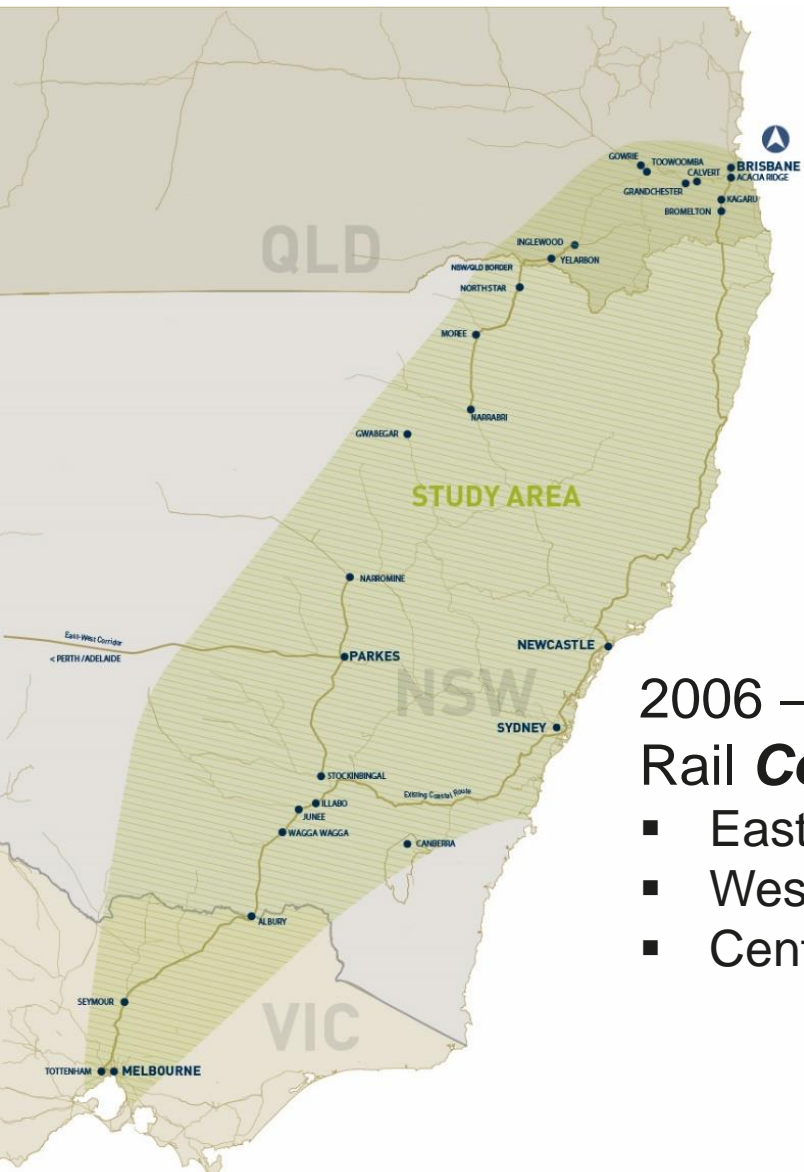 GOWRIE
TOOWOOMBA
BRISBANE
CALVERT
ACACIA RIDGE
GRANDCHESTER
KAGARU
BROMELTON
QLD
INGLEWOOD
YELARBON
NSW/QLD BORDER
NORTH STAR
MOREE
NARRABRI
GWABEGAR
STUDY AREA
NARROMINE
East-West Corridor
< PERTH / ADELAIDE
PARKES
NEWCASTLE
NSW
SYDNEY
2006 –
Rail
STOCKINBINGAL
Existing Coastal Route
ILLABO
JUNEE
WAGGA WAGGA
CANBERRA
▪ East
▪ Wes
▪ Cent
ALBURY
SEYMOUR
VIC
TOTTENHAM
MELBOURNE